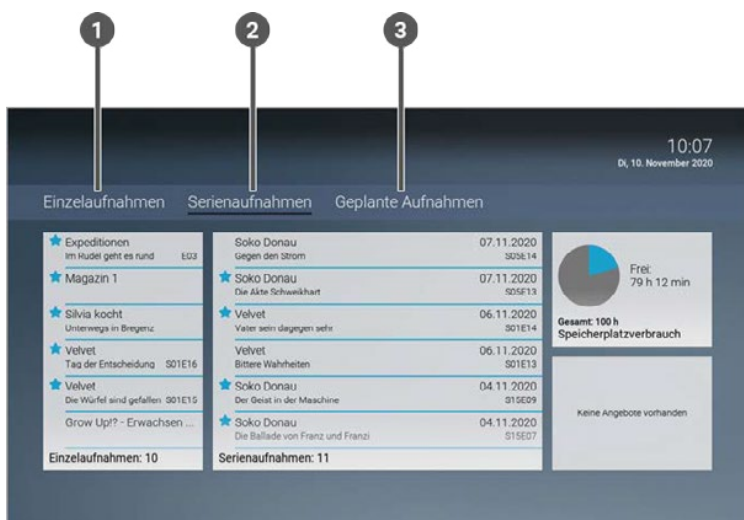 1 2 3
10:07
Di, 10. November 2020
Einzelaufnahmen Serienaufnahmen Geplante Aufnahmen
Expeditionen
Im Rudel geht es rund E03
Magazin 1
Silvia kocht
Unterwegs in Bregenz
Velvet
Tag der Entscheidung S01E16
Velvet
Die Würfel sind gefallen S01E15
Grow Up!? - Erwachsen ...
Einzelaufnahmen: 10
Soko Donau 07.11.2020
Gegen den Strom S05E14
Soko Donau 07.11.2020
Die Akte Schweikhart S05E13
Velvet 06.11.2020
Vater sein dagegen sehr S01E14
Velvet 06.11.2020
Bittere Wahrheiten S01E13
Soko Donau 04.11.2020
Der Geist in der Maschine S15E09
Soko Donau 04.11.2020
Die Ballade von Franz und Franzi S15E07
Serienaufnahmen: 11
Frei:
79 h 12 min
Gesamt: 100 h
Speicherplatzverbrauch
Keine Angebote vorhanden